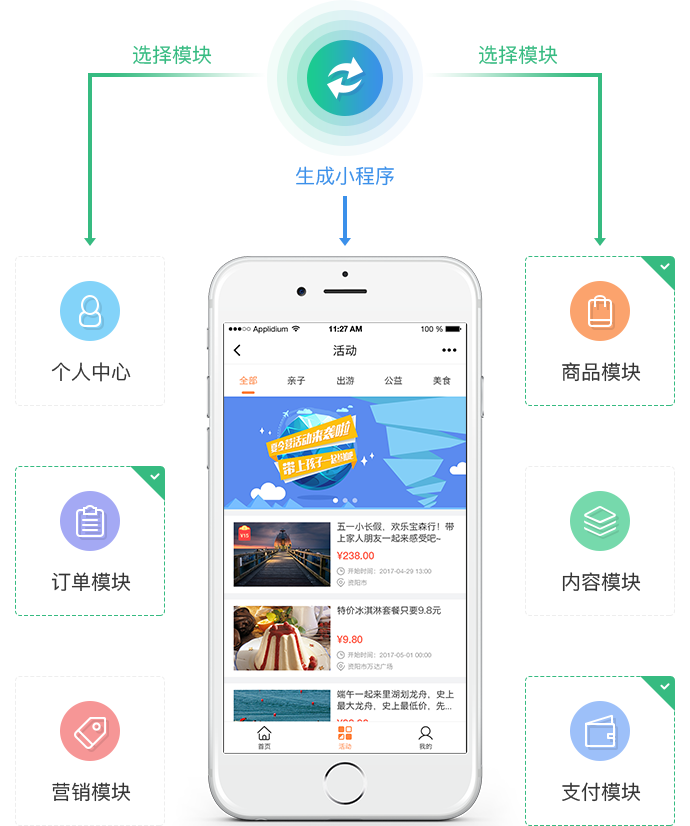 选择模块
选择模块
生成小程序
个人中心
商品模块
订单模块
内容模块
营销模块
支付模块
Applidium
11:27 AM
100 %
活动
全部
亲子
出游
公益
美食
夏令营活动来袭啦
带上孩子一起约吧
V15
五一小长假，欢乐宝森行！带
上家人朋友一起来感受吧~
¥238.00
开始时间：2017-04-29 13:00
资阳市
特价冰淇淋套餐只要9.8元
¥9.80
开始时间：2017-05-01 00:00
资阳市万达广场
端午一起来里湖划龙舟，史上
最大龙舟，史上最低价，先...
首页
活动
我的